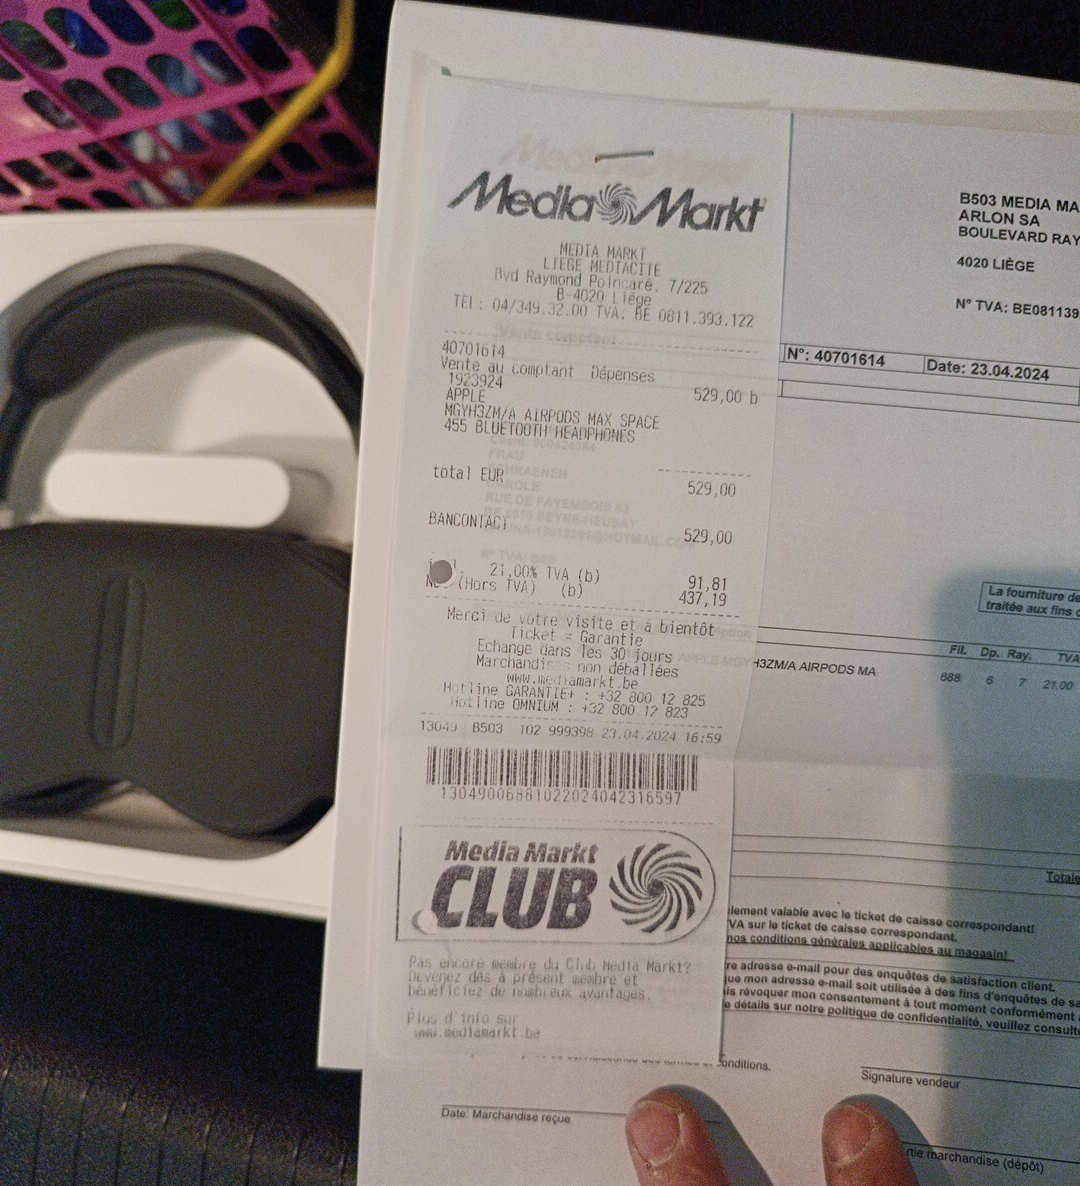 Media Markt
MEDIA MARKT
LIEGE MEDIACITE
Bvd Raymond Poincaré, 7/225
B-4020 Liège
TEL: 04/349.32.00 TVA. BE 0811.393.122
40701614
Vente au comptant Dépenses
1923924 529,00 b
APPLE
MGYH3ZM/A AIRPODS MAX SPACE
455 BLUETOOTH HEADPHONES
total EUR 529,00
BANCONTACT 529,00
21,00% TVA (b) 91,81
(Hors TVA) (b) 437,19
Merci de votre visite et à bientôt
Ticket = Garantie
Echange dans les 30 jours
Marchandises non déballées
www.mediamarkt.be
Hotline GARANTIE+ : +32 800 12 825
Hotline OMNIUM : +32 800 12 823
13049 B503 102 999398 23.04.2024 16:59
Media Markt
CLUB
Pas encore membre du Club Media Markt?
Devenez dès à présent membre et
bénéficiez de nombreux avantages.
Plus d'info sur
www.mediamarkt.be
B503 MEDIA MA
ARLON SA
BOULEVARD RAY
4020 LIÈGE
N° TVA: BE081139
N°: 40701614 Date: 23.04.2024
La fourniture de
traitée aux fins d
Fil. Dp. Ray. TVA
H3ZM/A AIRPODS MA 688 6 7 21.00
Totale
lement valable avec le ticket de caisse correspondant!
VA sur le ticket de caisse correspondant.
nos conditions générales applicables au magasin!
re adresse e-mail pour des enquêtes de satisfaction client.
que mon adresse e-mail soit utilisée à des fins d'enquêtes de sa
is révoquer mon consentement à tout moment conformément
e détails sur notre politique de confidentialité, veuillez consulte
conditions.
Signature vendeur
Date: Marchandise reçue
rtie marchandise (dépôt)